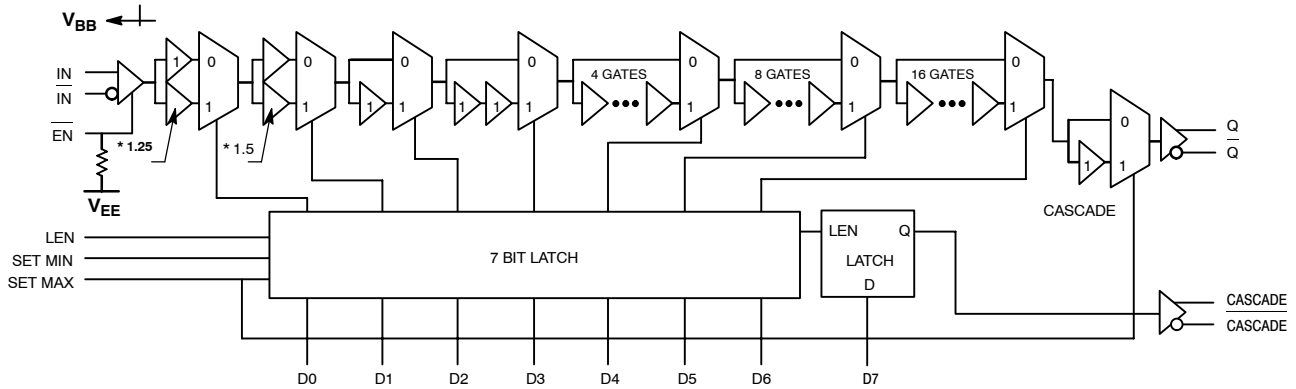 VBB
IN
IN
EN
VEE
1
0
1
* 1.25
0
1
* 1.5
0
1
1
0
1
1
1
4 GATES
0
1
8 GATES
0
1
16 GATES
0
1
0
1
1
CASCADE
Q
Q
LEN
SET MIN
SET MAX
7 BIT LATCH
LEN Q
LATCH
D
CASCADE
CASCADE
D0 D1 D2 D3 D4 D5 D6 D7